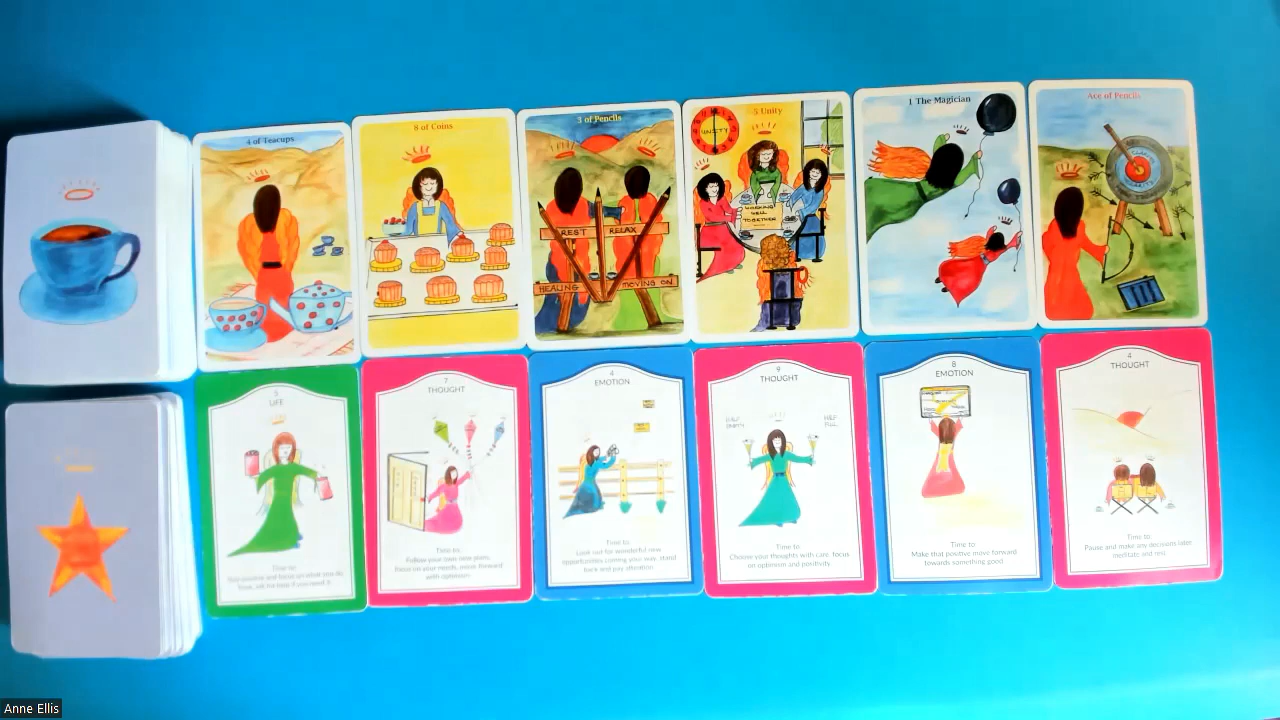 4 of Teacups
8 of Coins
3 of Pencils
REST RELAX
HEALING MOVING ON
5 Unity
UNITY
WORKING
WELL
TOGETHER
1 The Magician
Ace of Pencils
CLARITY
5
LIFE
Time to:
7
THOUGHT
Time to:
Follow your own new plans,
focus on your needs, move forward
with optimism
4
EMOTION
Time to:
Look out for wonderful new
opportunities coming your way, stand
back and pay attention
9
THOUGHT
HALF
EMPTY
HALF
FULL
Time to:
Choose your thoughts with care, focus
on optimism and positivity
8
EMOTION
Time to:
Make that positive move forward
towards something good
4
THOUGHT
Time to:
Pause and make any decisions later,
meditate and rest
Anne Ellis